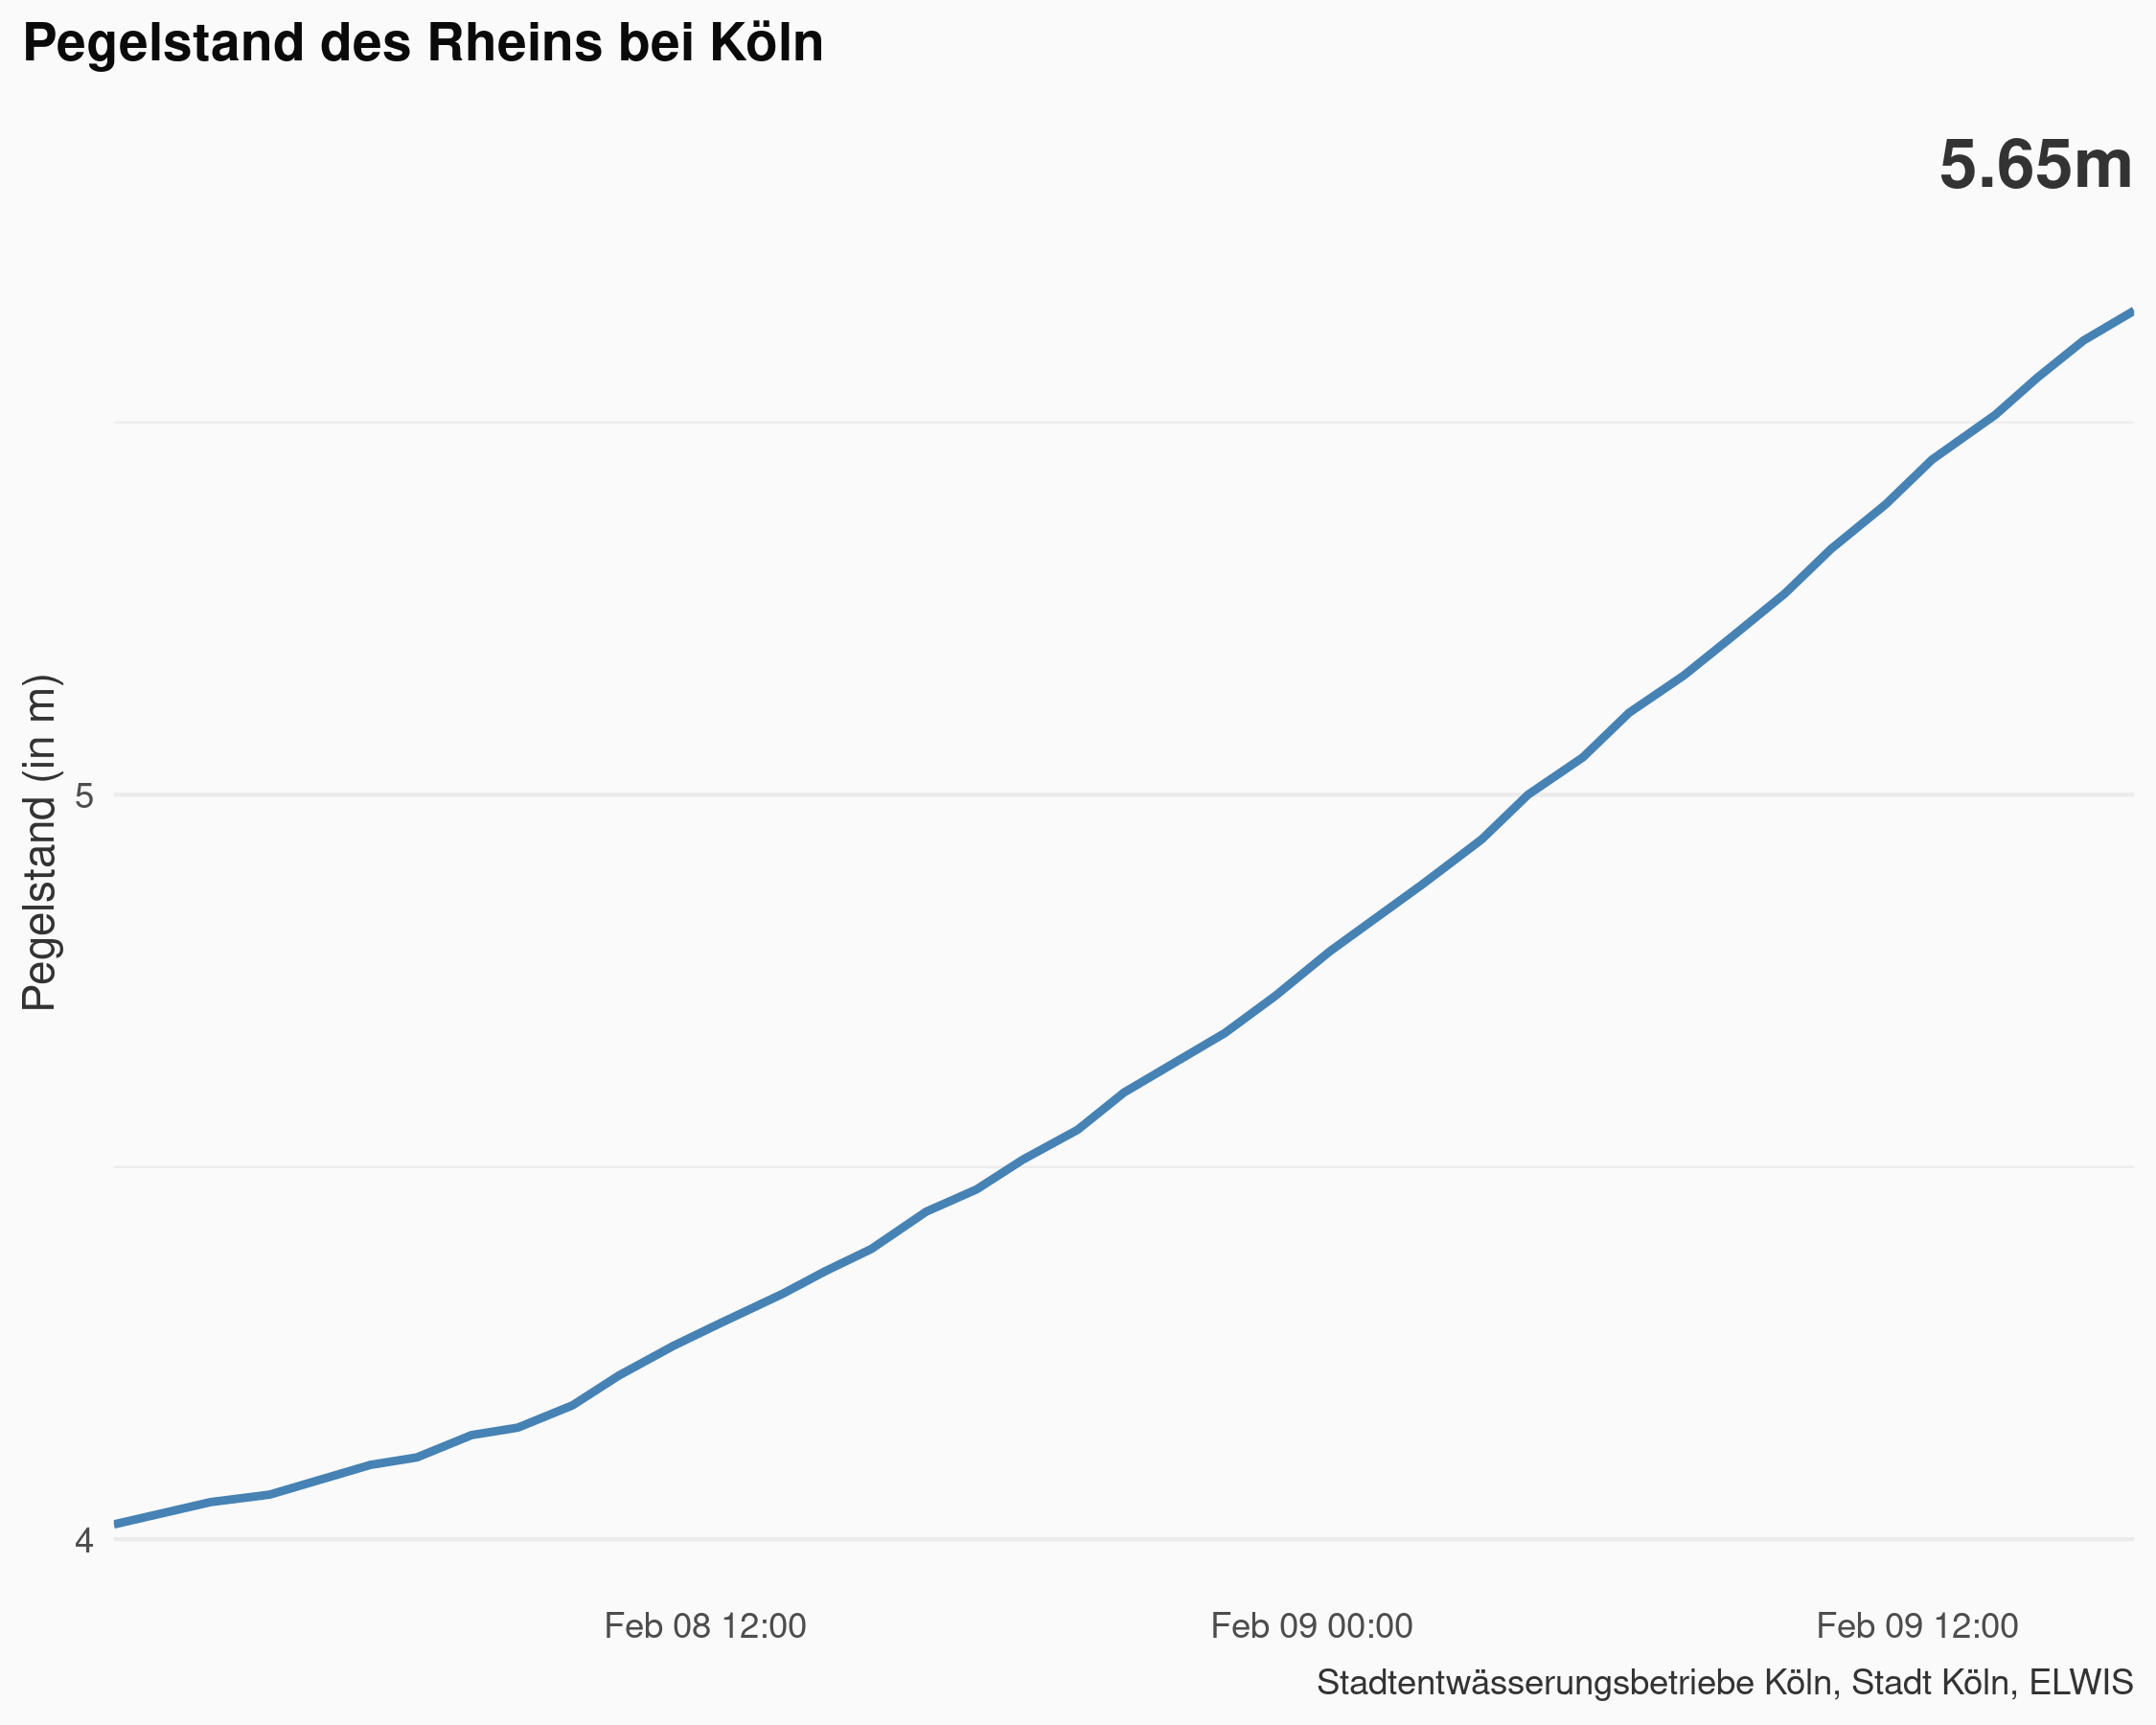 Pegelstand des Rheins bei Köln
5.65m
Pegelstand (in m)
5
4
Feb 08 12:00
Feb 09 00:00
Feb 09 12:00
Stadtentwässerungsbetriebe Köln, Stadt Köln, ELWIS